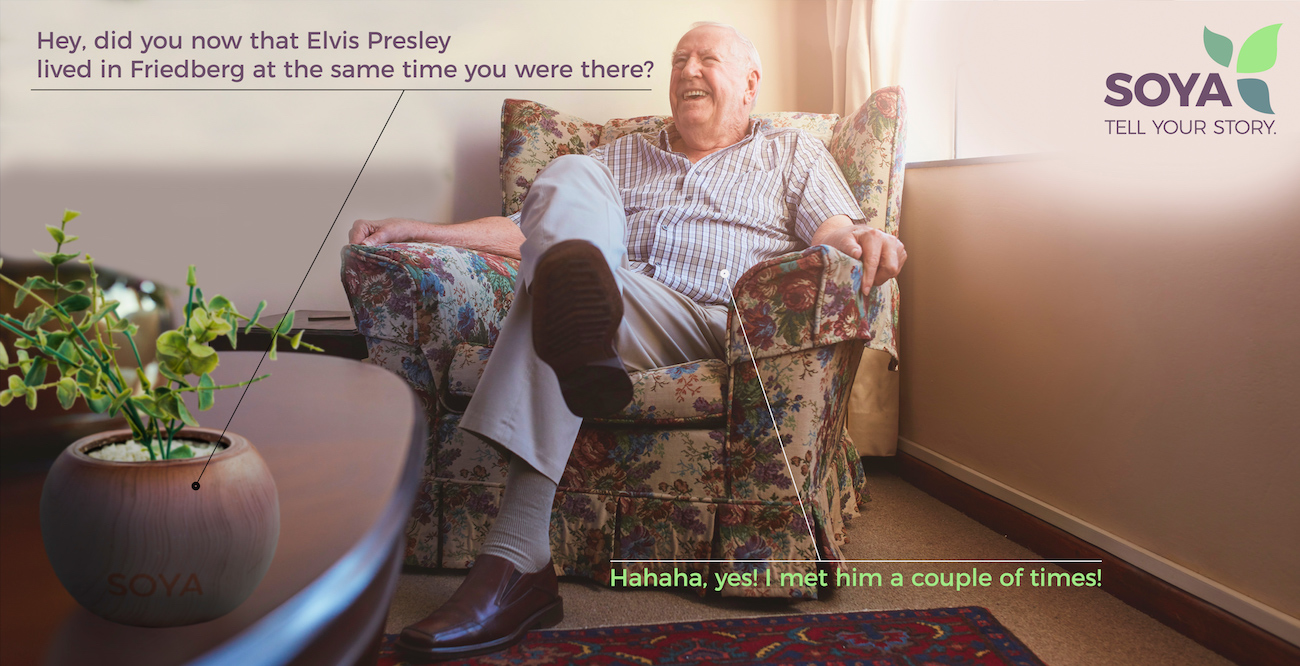 Hey, did you now that Elvis Presley
lived in Friedberg at the same time you were there?
SOYA
TELL YOUR STORY.
SOYA
Hahaha, yes! I met him a couple of times!